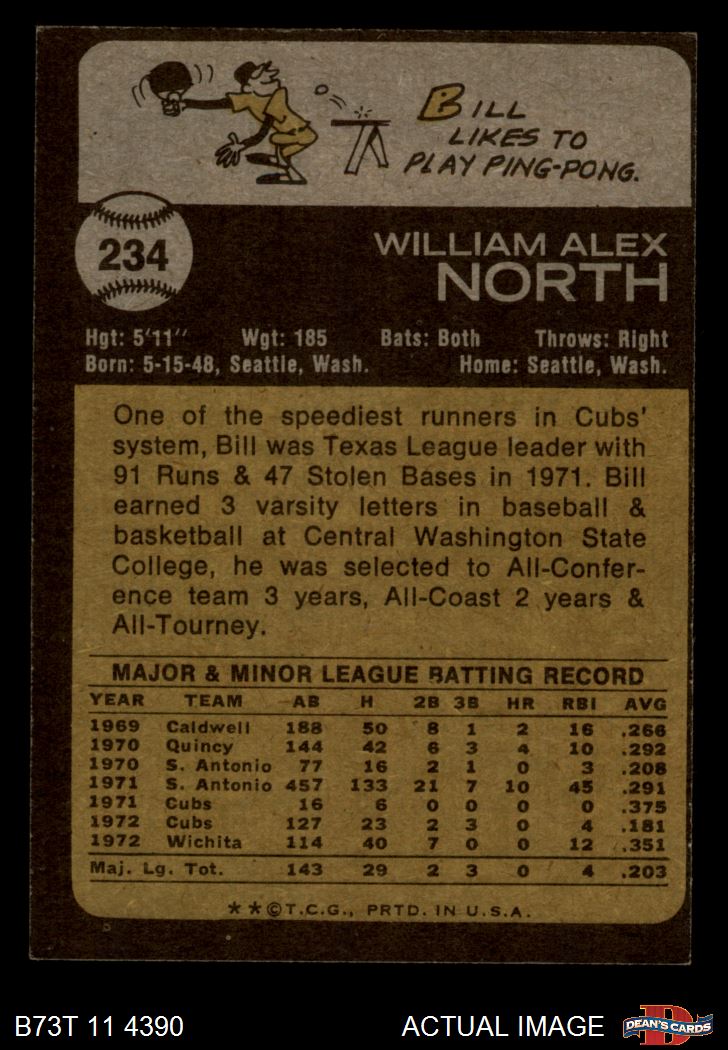 BILL
LIKES TO
PLAY PING-PONG.
234
WILLIAM ALEX
NORTH
Hgt: 5'11" Wgt: 185 Bats: Both Throws: Right
Born: 5-15-48, Seattle, Wash. Home: Seattle, Wash.
One of the speediest runners in Cubs'
system, Bill was Texas League leader with
91 Runs & 47 Stolen Bases in 1971. Bill
earned 3 varsity letters in baseball &
basketball at Central Washington State
College, he was selected to All-Confer-
ence team 3 years, All-Coast 2 years &
All-Tourney.
MAJOR & MINOR LEAGUE BATTING RECORD
YEAR TEAM AB H 2B 3B HR RBI AVG
1969 Caldwell 188 50 8 1 2 16 .266
1970 Quincy 144 42 6 3 4 10 .292
1970 S. Antonio 77 16 2 1 0 3 .208
1971 S. Antonio 457 133 21 7 10 45 .291
1971 Cubs 16 6 0 0 0 0 .375
1972 Cubs 127 23 2 3 0 4 .181
1972 Wichita 114 40 7 0 0 12 .351
Maj. Lg. Tot. 143 29 2 3 0 4 .203
**©T.C.G., PRTD. IN U.S.A.
B73T 11 4390 ACTUAL IMAGE DEAN'S CARDS